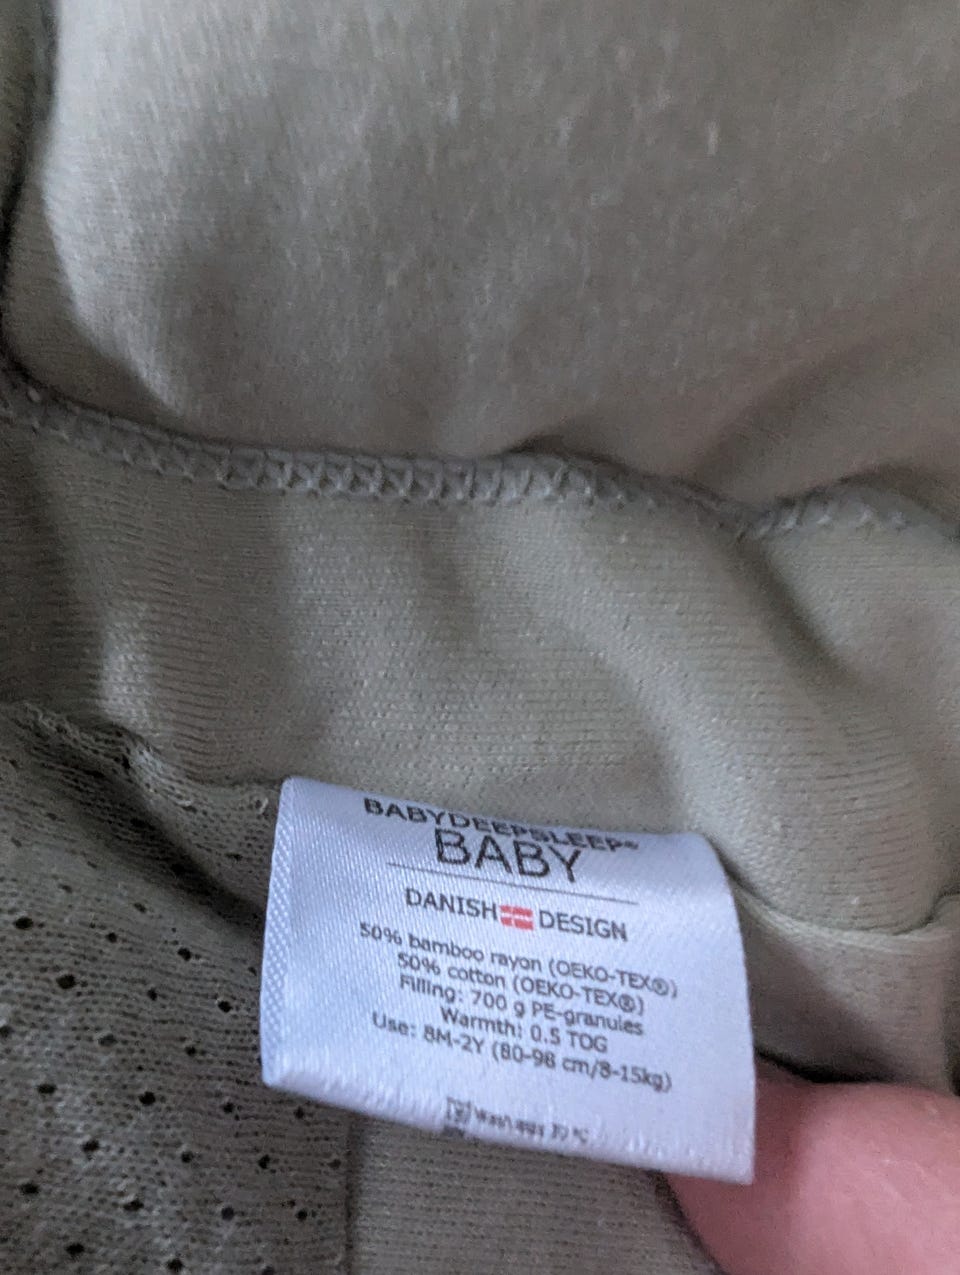 BABYDEEPSLEEP®
BABY
DANISH DESIGN
50% bamboo rayon (OEKO-TEX®)
50% cotton (OEKO-TEX®)
Filling: 700 g PE-granules
Warmth: 0.5 TOG
Use: 8M-2Y (80-98 cm/8-15kg)
Wash